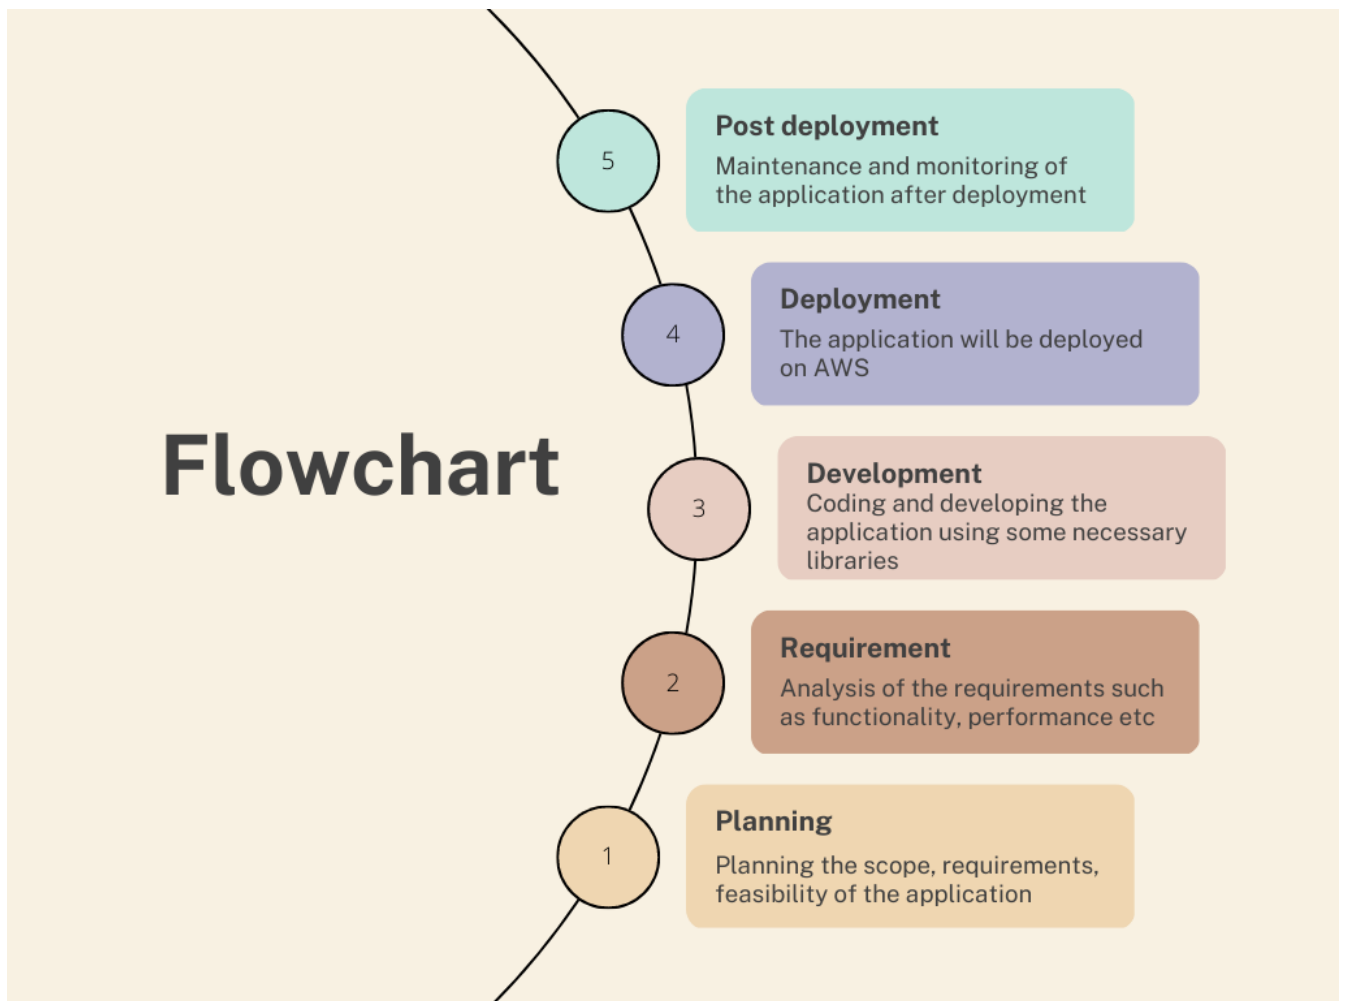 5
Post deployment
Maintenance and monitoring of
the application after deployment
4
Deployment
The application will be deployed
on AWS
Flowchart
3
Development
Coding and developing the
application using some necessary
libraries
2
Requirement
Analysis of the requirements such
as functionality, performance etc
1
Planning
Planning the scope, requirements,
feasibility of the application